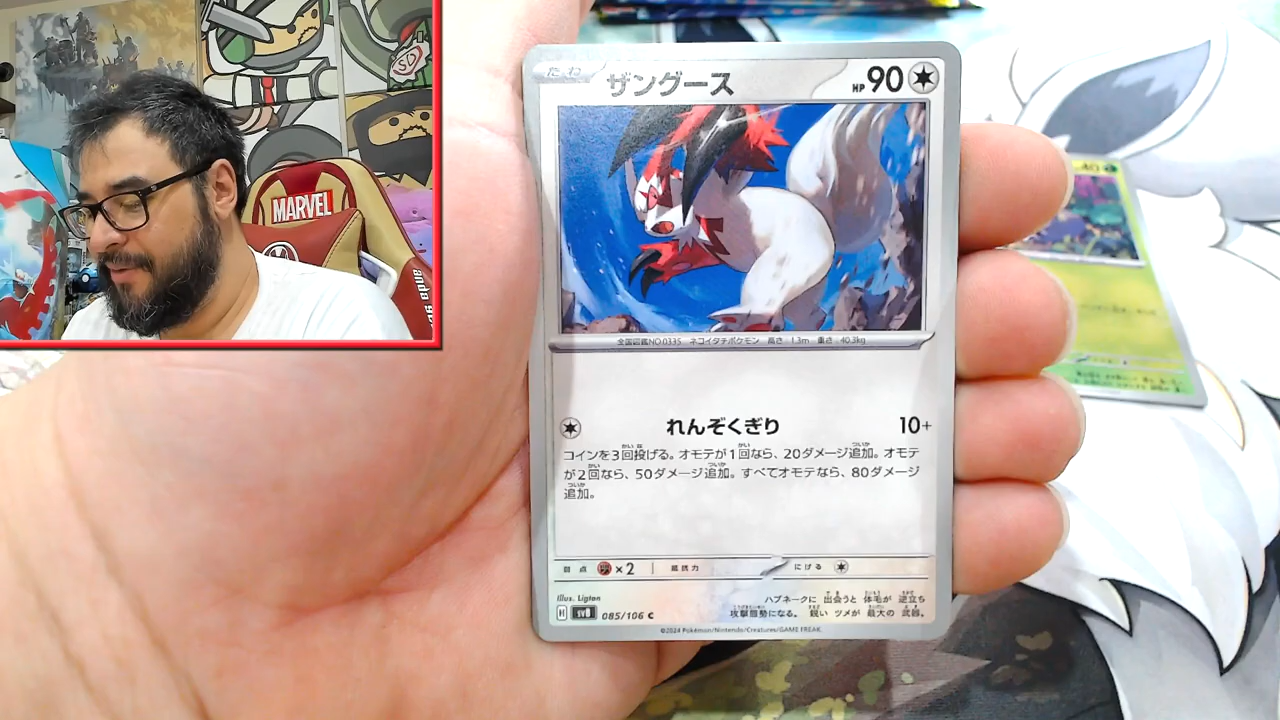 SD
MARVEL
たね
ザングース
HP 90
全国図鑑NO.0335 ネコイタチポケモン 高さ 1.3m 重さ 40.3kg
れんぞくぎり 10+
コインを3回投げる。オモテが1回なら、20ダメージ追加。オモテ
が2回なら、50ダメージ追加。すべてオモテなら、80ダメージ
追加。
弱点 ×2 抵抗力 にげる
Illus. Ligton
ハブネークに 出会うと 体毛が 逆立ち
攻撃態勢になる。 鋭い ツメが 最大の 武器。
H sv8 085/106 C
©2024 Pokémon/Nintendo/Creatures/GAME FREAK.